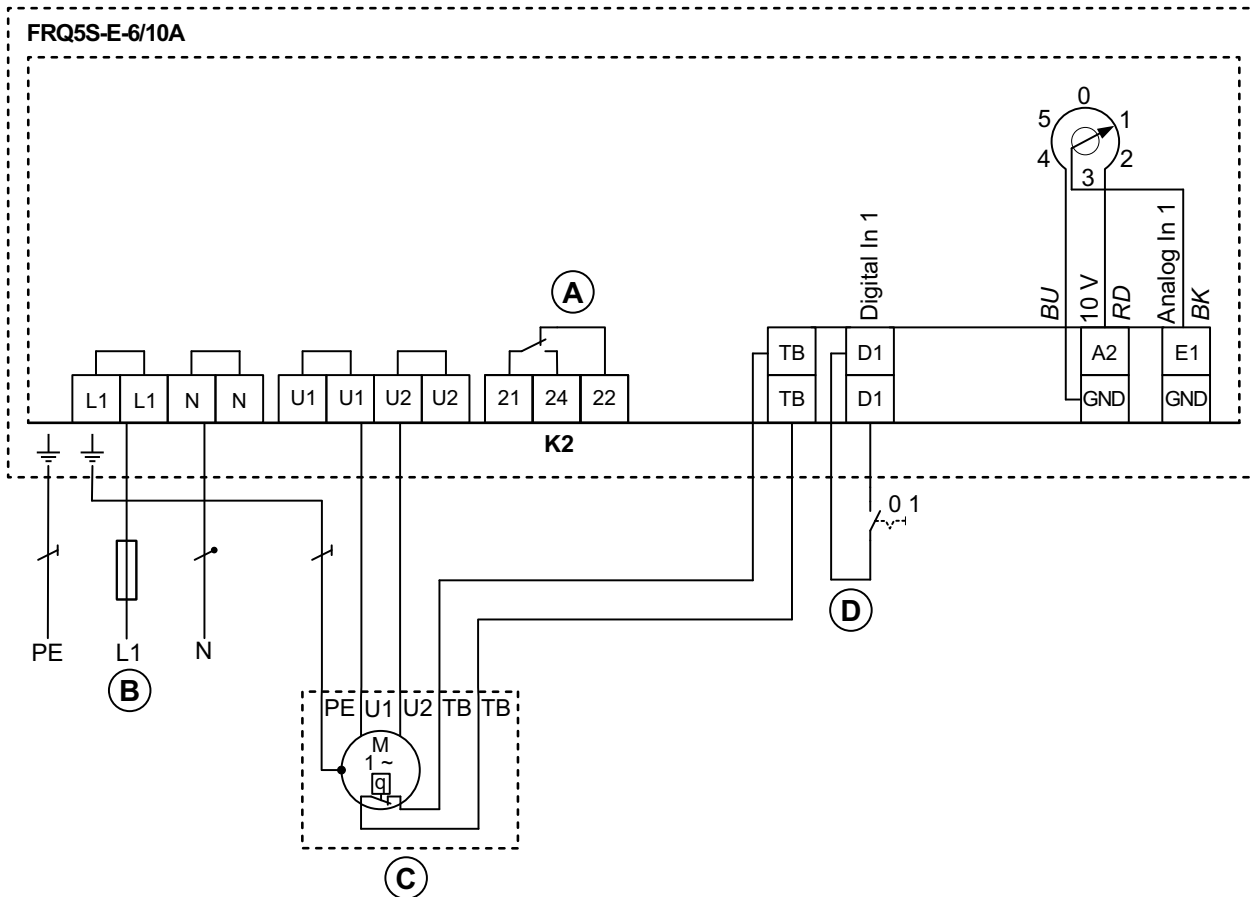 FRQ5S-E-6/10A
0
5 1
4 2
3
Digital In 1
BU
10 V
RD
Analog In 1
BK
A
L1 L1 N N
U1 U1 U2 U2
21 24 22
K2
TB D1
TB D1
A2 E1
GND GND
0 1
D
PE L1 N
B
PE U1 U2 TB TB
M
1 ~
q
C